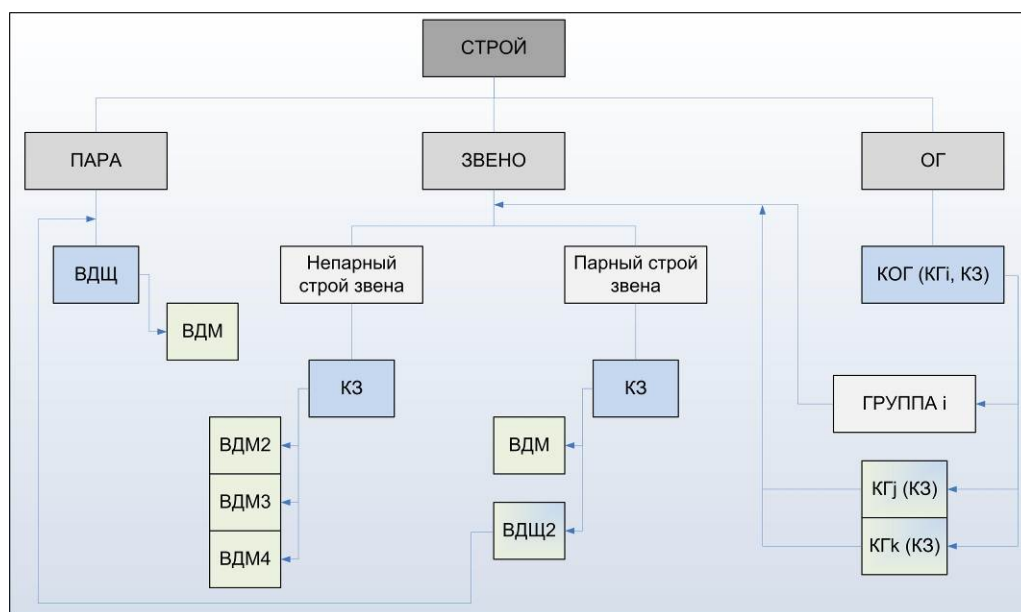 СТРОЙ
ПАРА
ЗВЕНО
ОГ
ВДЩ
Непарный
строй звена
Парный строй
звена
КОГ (КГi, КЗ)
ВДМ
КЗ
КЗ
ГРУППА i
ВДМ2
ВДМ
ВДМ3
КГj (КЗ)
ВДМ4
ВДЩ2
КГk (КЗ)